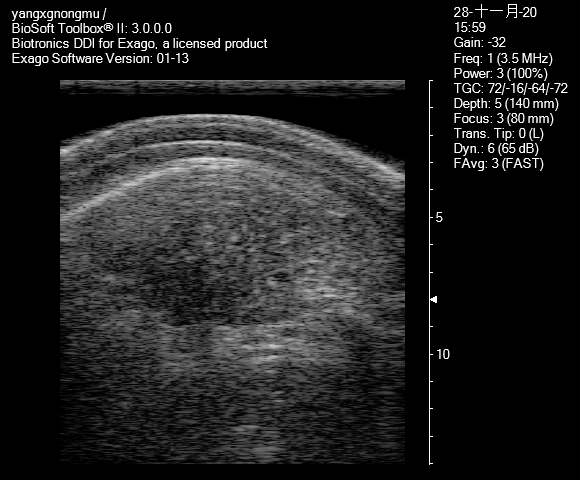 yangxgnongmu /
BioSoft Toolbox® II: 3.0.0.0
Biotronics DDI for Exago, a licensed product
Exago Software Version: 01-13
28-十一月-20
15:59
Gain: -32
Freq: 1 (3.5 MHz)
Power: 3 (100%)
TGC: 72/-16/-64/-72
Depth: 5 (140 mm)
Focus: 3 (80 mm)
Trans. Tip: 0 (L)
Dyn.: 6 (65 dB)
FAvg: 3 (FAST)
5
10